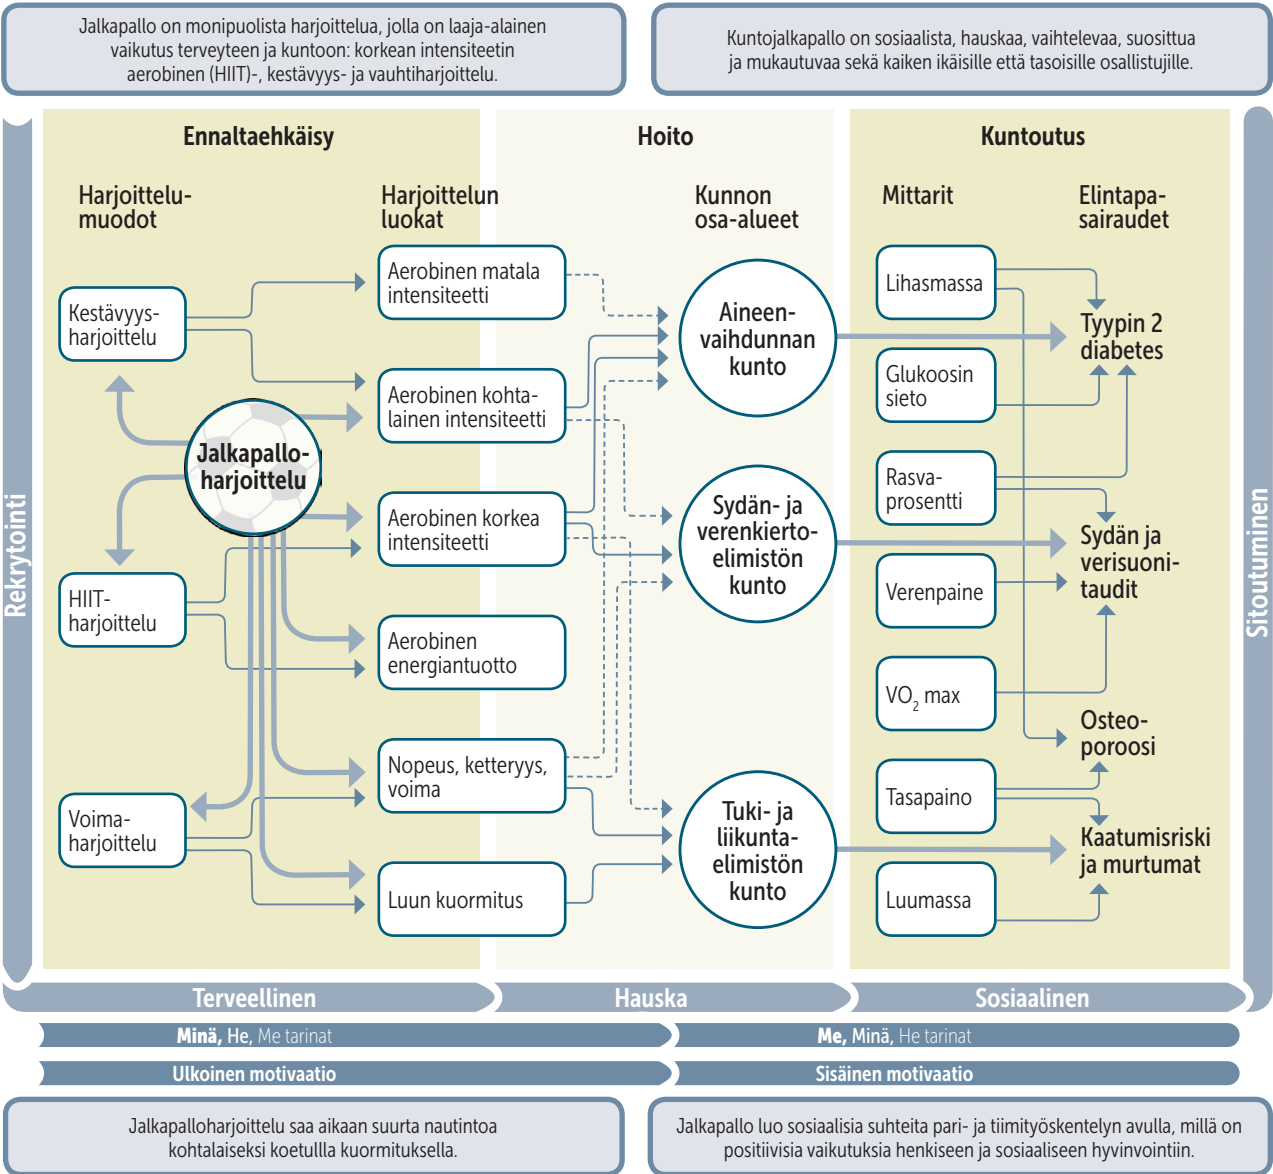 Jalkapallo on monipuolista harjoittelua, jolla on laaja-alainen
vaikutus terveyteen ja kuntoon: korkean intensiteetin
aerobinen (HIIT)-, kestävyys- ja vauhtiharjoittelu.
Kuntojalkapallo on sosiaalista, hauskaa, vaihtelevaa, suosittua
ja mukautuvaa sekä kaiken ikäisille että tasoisille osallistujille.
Rekrytointi
Ennaltaehkäisy
Harjoittelu-
muodot
Kestävyys-
harjoittelu
Jalkapallo-
harjoittelu
HIIT-
harjoittelu
Voima-
harjoittelu
Harjoittelun
luokat
Aerobinen matala
intensiteetti
Aerobinen kohta-
lainen intensiteetti
Aerobinen korkea
intensiteetti
Aerobinen
energiantuotto
Nopeus, ketteryys,
voima
Luun kuormitus
Hoito
Kunnon
osa-alueet
Aineen-
vaihdunnan
kunto
Sydän- ja
verenkierto-
elimistön
kunto
Tuki- ja
liikunta-
elimistön
kunto
Kuntoutus
Mittarit
Lihasmassa
Glukoosin
sieto
Rasva-
prosentti
Verenpaine
VO2 max
Tasapaino
Luumassa
Elintapa-
sairaudet
Tyypin 2
diabetes
Sydän ja
verisuoni-
taudit
Osteo-
poroosi
Kaatumisriski
ja murtumat
Sitoutuminen
Terveellinen
Hauska
Sosiaalinen
Minä, He, Me tarinat
Me, Minä, He tarinat
Ulkoinen motivaatio
Sisäinen motivaatio
Jalkapalloharjoittelu saa aikaan suurta nautintoa
kohtalaiseksi koetullla kuormituksella.
Jalkapallo luo sosiaalisia suhteita pari- ja tiimityöskentelyn avulla, millä on
positiivisia vaikutuksia henkiseen ja sosiaaliseen hyvinvointiin.